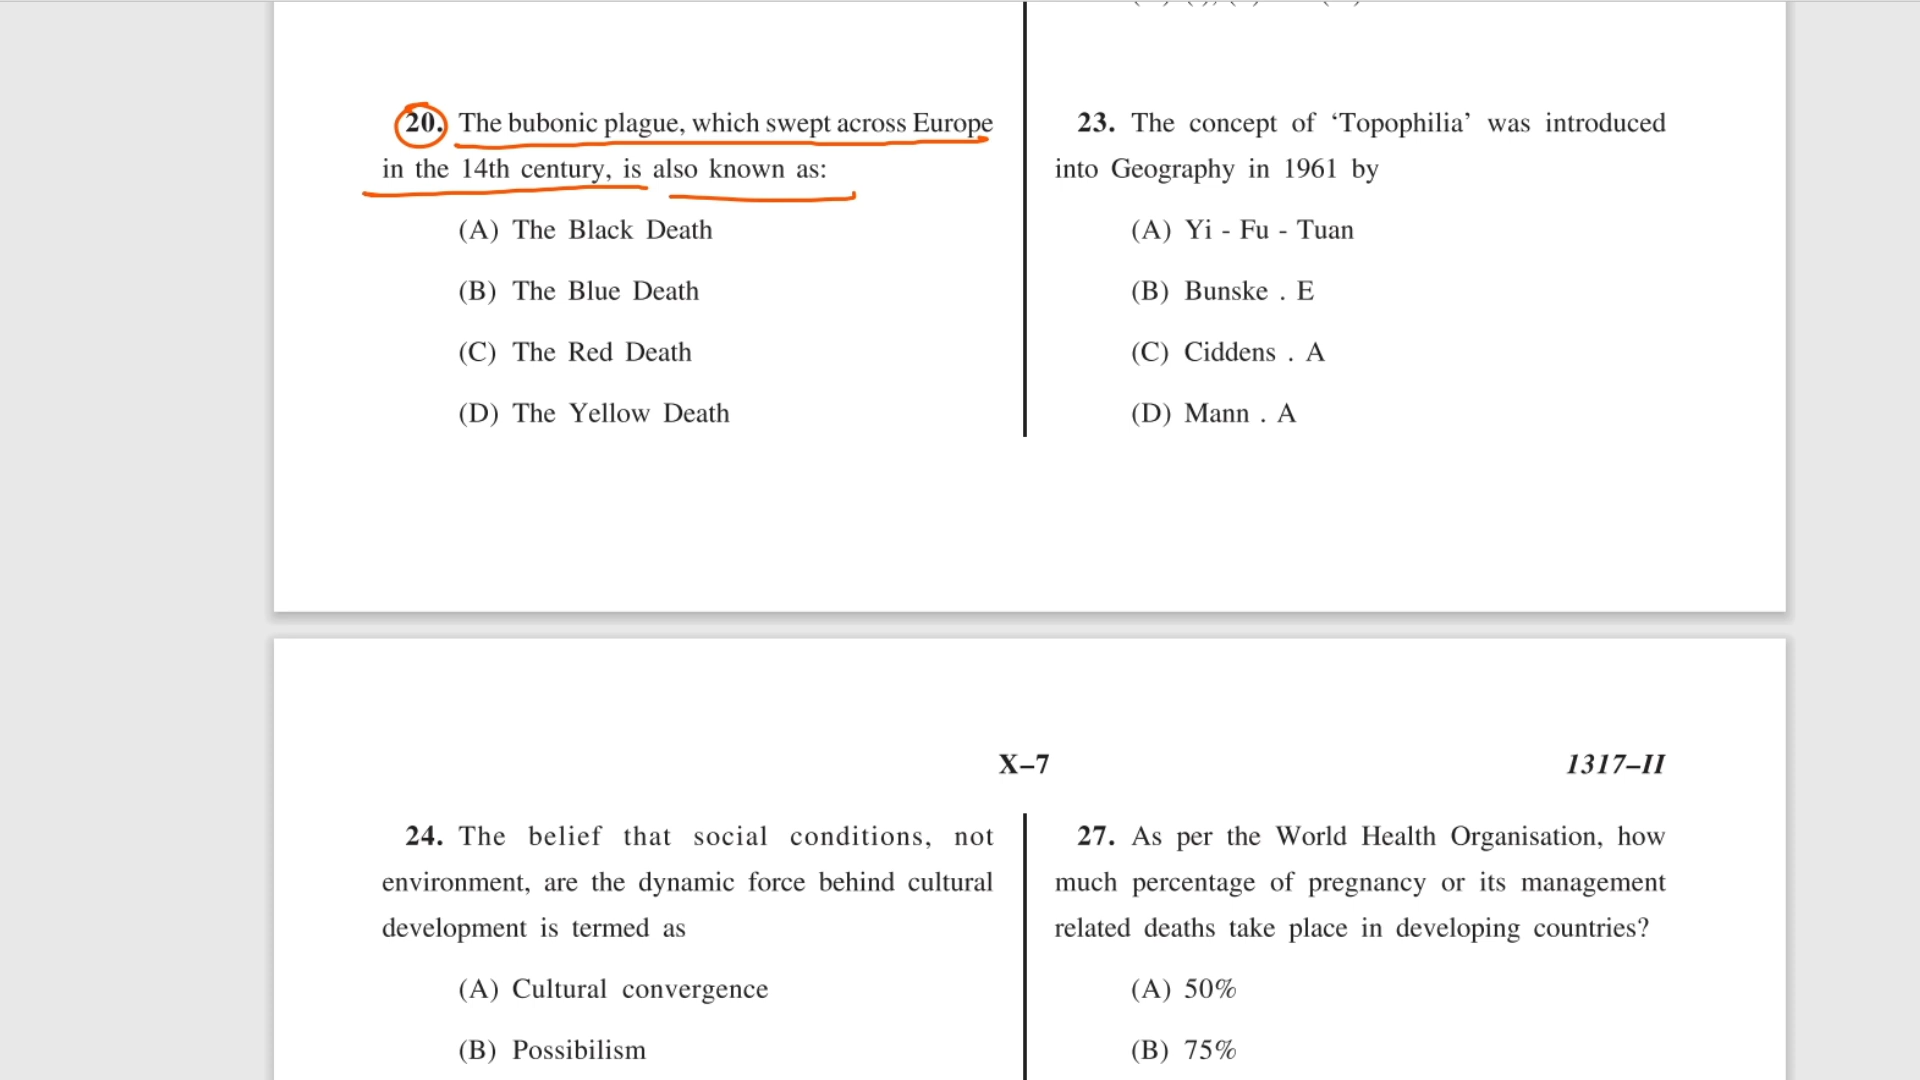 20. The bubonic plague, which swept across Europe
in the 14th century, is also known as:
(A) The Black Death
(B) The Blue Death
(C) The Red Death
(D) The Yellow Death
23. The concept of ‘Topophilia’ was introduced
into Geography in 1961 by
(A) Yi - Fu - Tuan
(B) Bunske . E
(C) Ciddens . A
(D) Mann . A
X–7
1317–II
24. The belief that social conditions, not
environment, are the dynamic force behind cultural
development is termed as
(A) Cultural convergence
(B) Possibilism
27. As per the World Health Organisation, how
much percentage of pregnancy or its management
related deaths take place in developing countries?
(A) 50%
(B) 75%